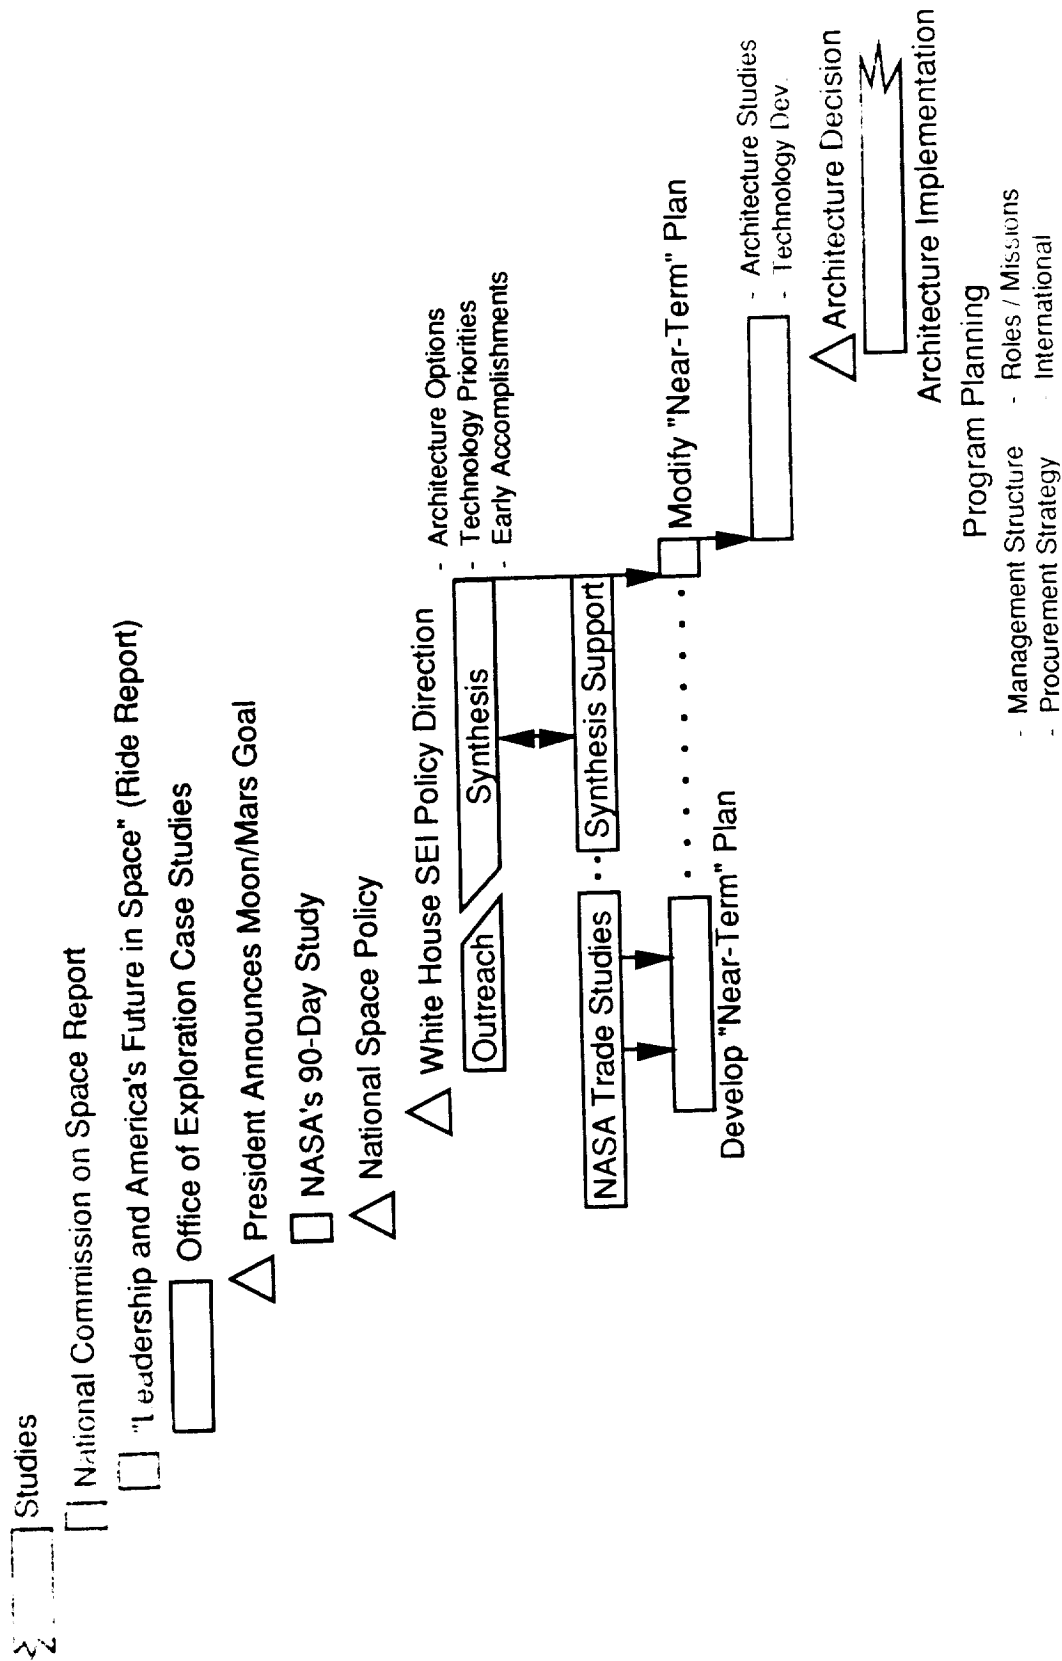 Studies
National Commission on Space Report
"Leadership and America's Future in Space" (Ride Report)
Office of Exploration Case Studies
President Announces Moon/Mars Goal
NASA's 90-Day Study
National Space Policy
White House SEI Policy Direction
Outreach
Synthesis
- Architecture Options
- Technology Priorities
- Early Accomplishments
NASA Trade Studies
Synthesis Support
Develop "Near-Term" Plan
Modify "Near-Term" Plan
- Architecture Studies
- Technology Dev.
Architecture Decision
Architecture Implementation
Program Planning
- Management Structure - Roles / Missions
- Procurement Strategy - International